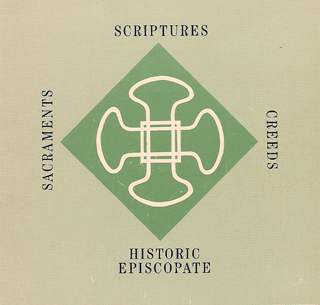 SCRIPTURES
SACRAMENTS
CREEDS
HISTORIC
EPISCOPATE